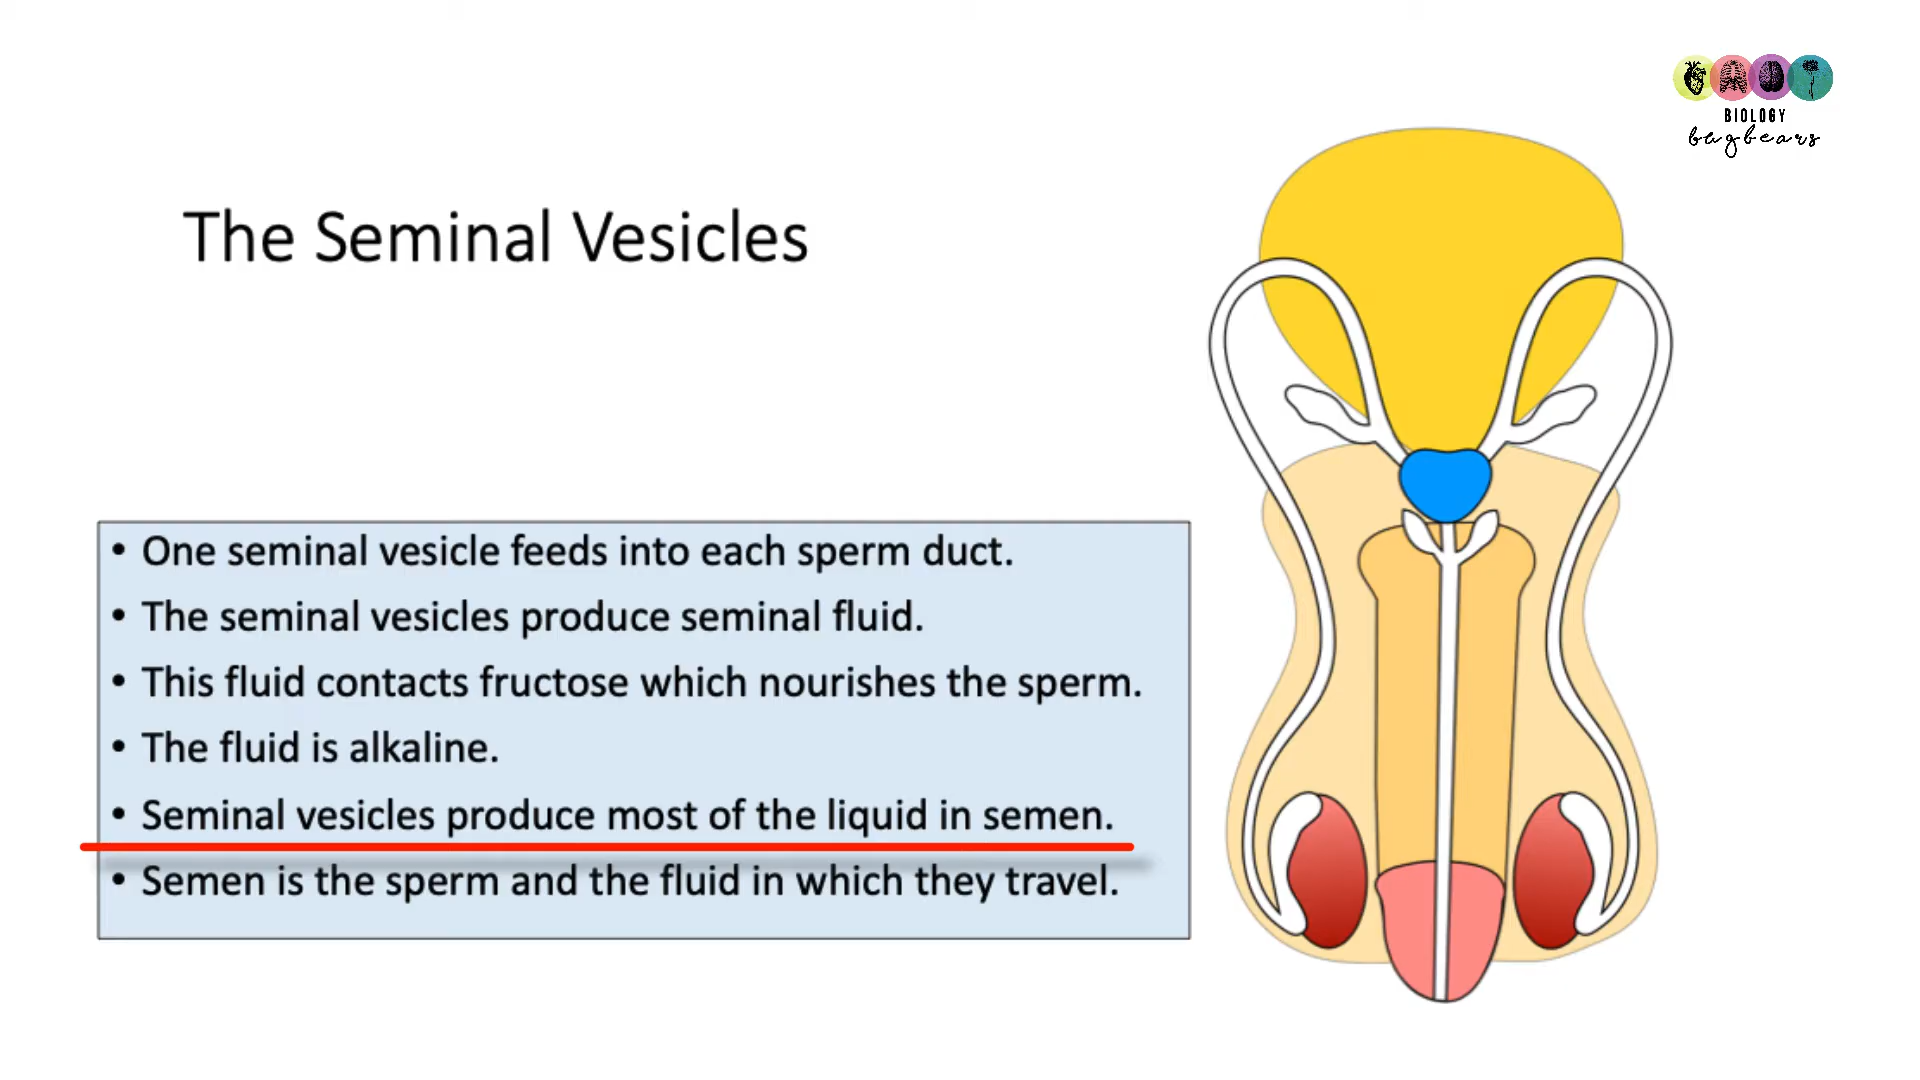 BIOLOGY
bugbears
The Seminal Vesicles
• One seminal vesicle feeds into each sperm duct.
• The seminal vesicles produce seminal fluid.
• This fluid contacts fructose which nourishes the sperm.
• The fluid is alkaline.
• Seminal vesicles produce most of the liquid in semen.
• Semen is the sperm and the fluid in which they travel.